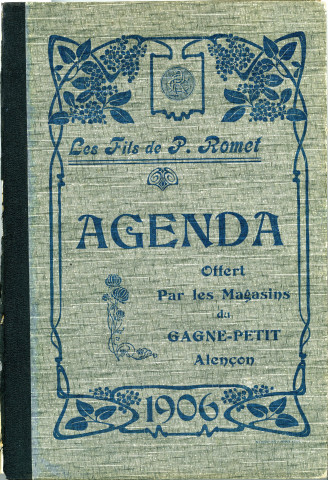 Les Fils de P. Romet
AGENDA
Offert
Par les Magasins
du
GAGNE-PETIT
Alençon
1906